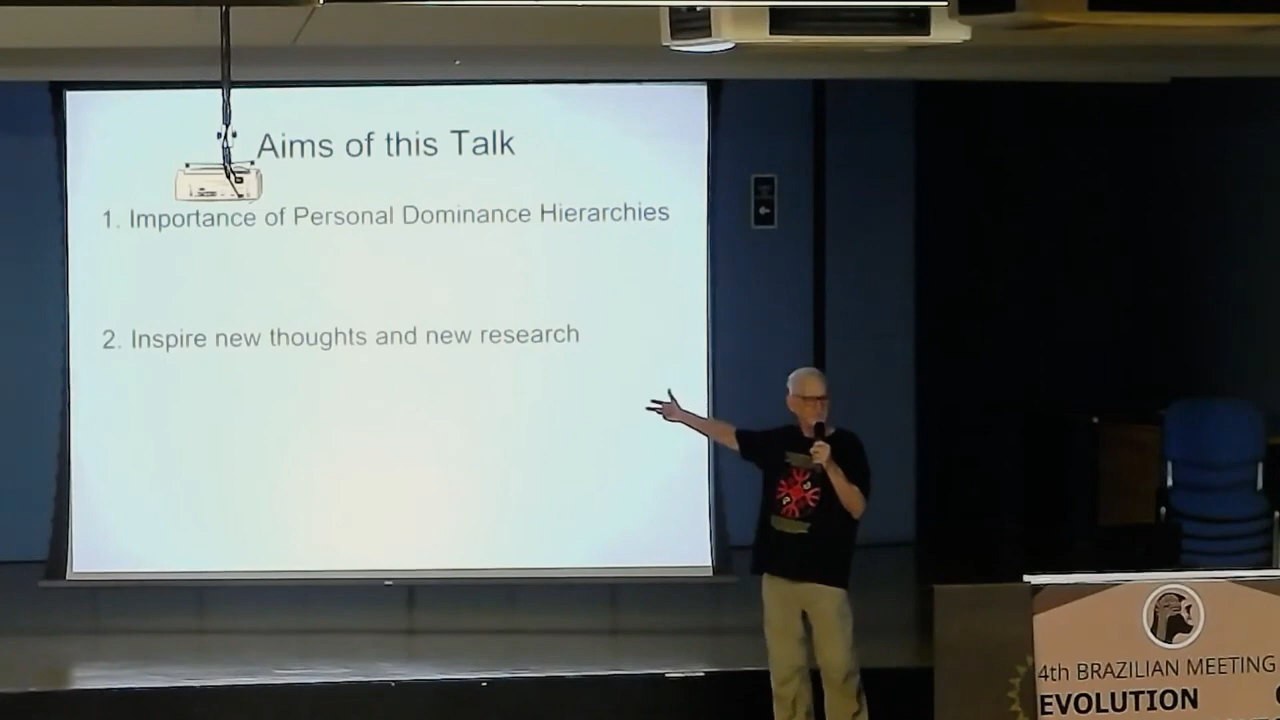 Aims of this Talk
1. Importance of Personal Dominance Hierarchies
2. Inspire new thoughts and new research
4th BRAZILIAN MEETING
EVOLUTION